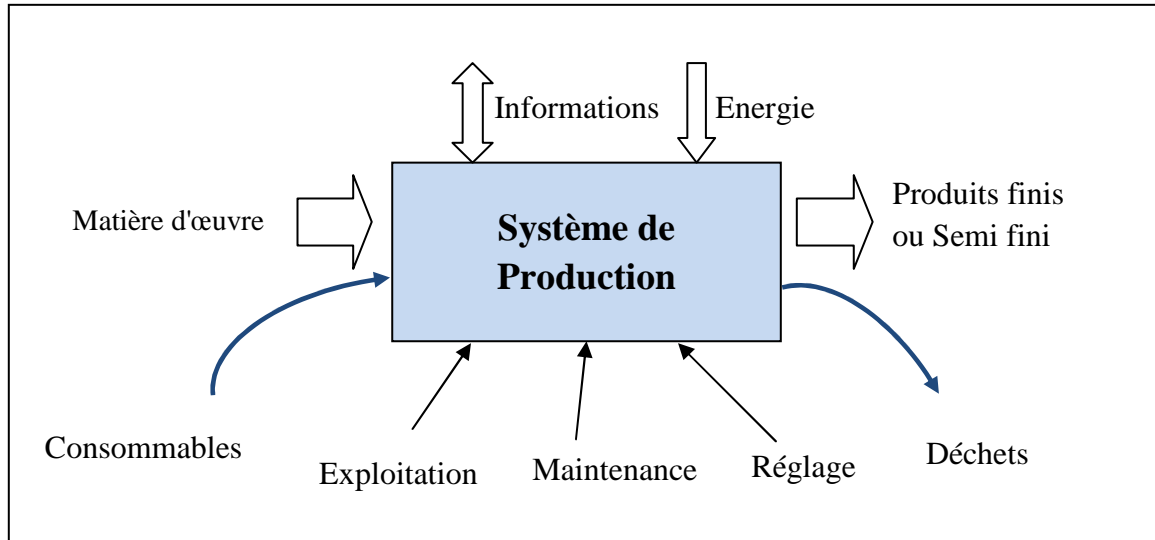 Informations
Energie
Matière d'œuvre
Système de
Production
Produits finis
ou Semi fini
Consommables
Exploitation
Maintenance
Réglage
Déchets